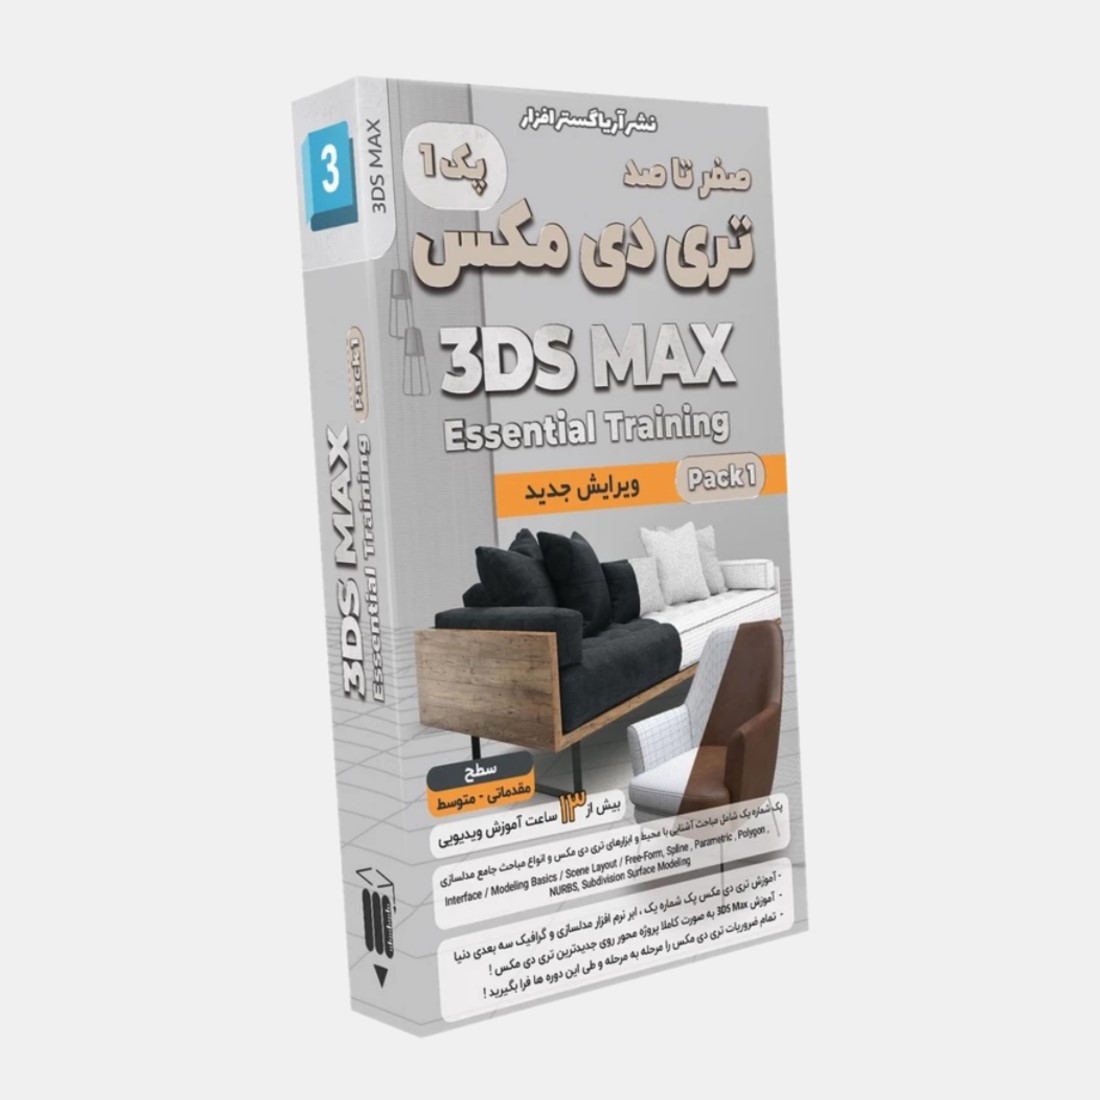 نشر آریا گستر افزار
پک 1
صفر تا صد
تری دی مکس
3DS MAX
Essential Training
Pack 1
ویرایش جدید
سطح
مقدماتی - متوسط
بیش از ۱۳ ساعت آموزش ویدیویی
پک شماره یک شامل مباحث آشنایی با محیط و ابزارهای تری دی مکس و انواع مباحث جامع مدلسازی
Interface / Modeling Basics / Scene Layout / Free-Form, Spline , Parametric , Polygon ,
NURBS, Subdivision Surface Modeling
- آموزش تری دی مکس پک شماره یک ، ابر نرم افزار مدلسازی و گرافیک سه بعدی دنیا
- آموزش 3DS Max به صورت کاملا پروژه محور روی جدیدترین تری دی مکس !
- تمام ضروریات تری دی مکس را مرحله به مرحله و طی این دوره ها فرا بگیرید !
3
3DS MAX
Pack 1
3DS MAX
Essential Training